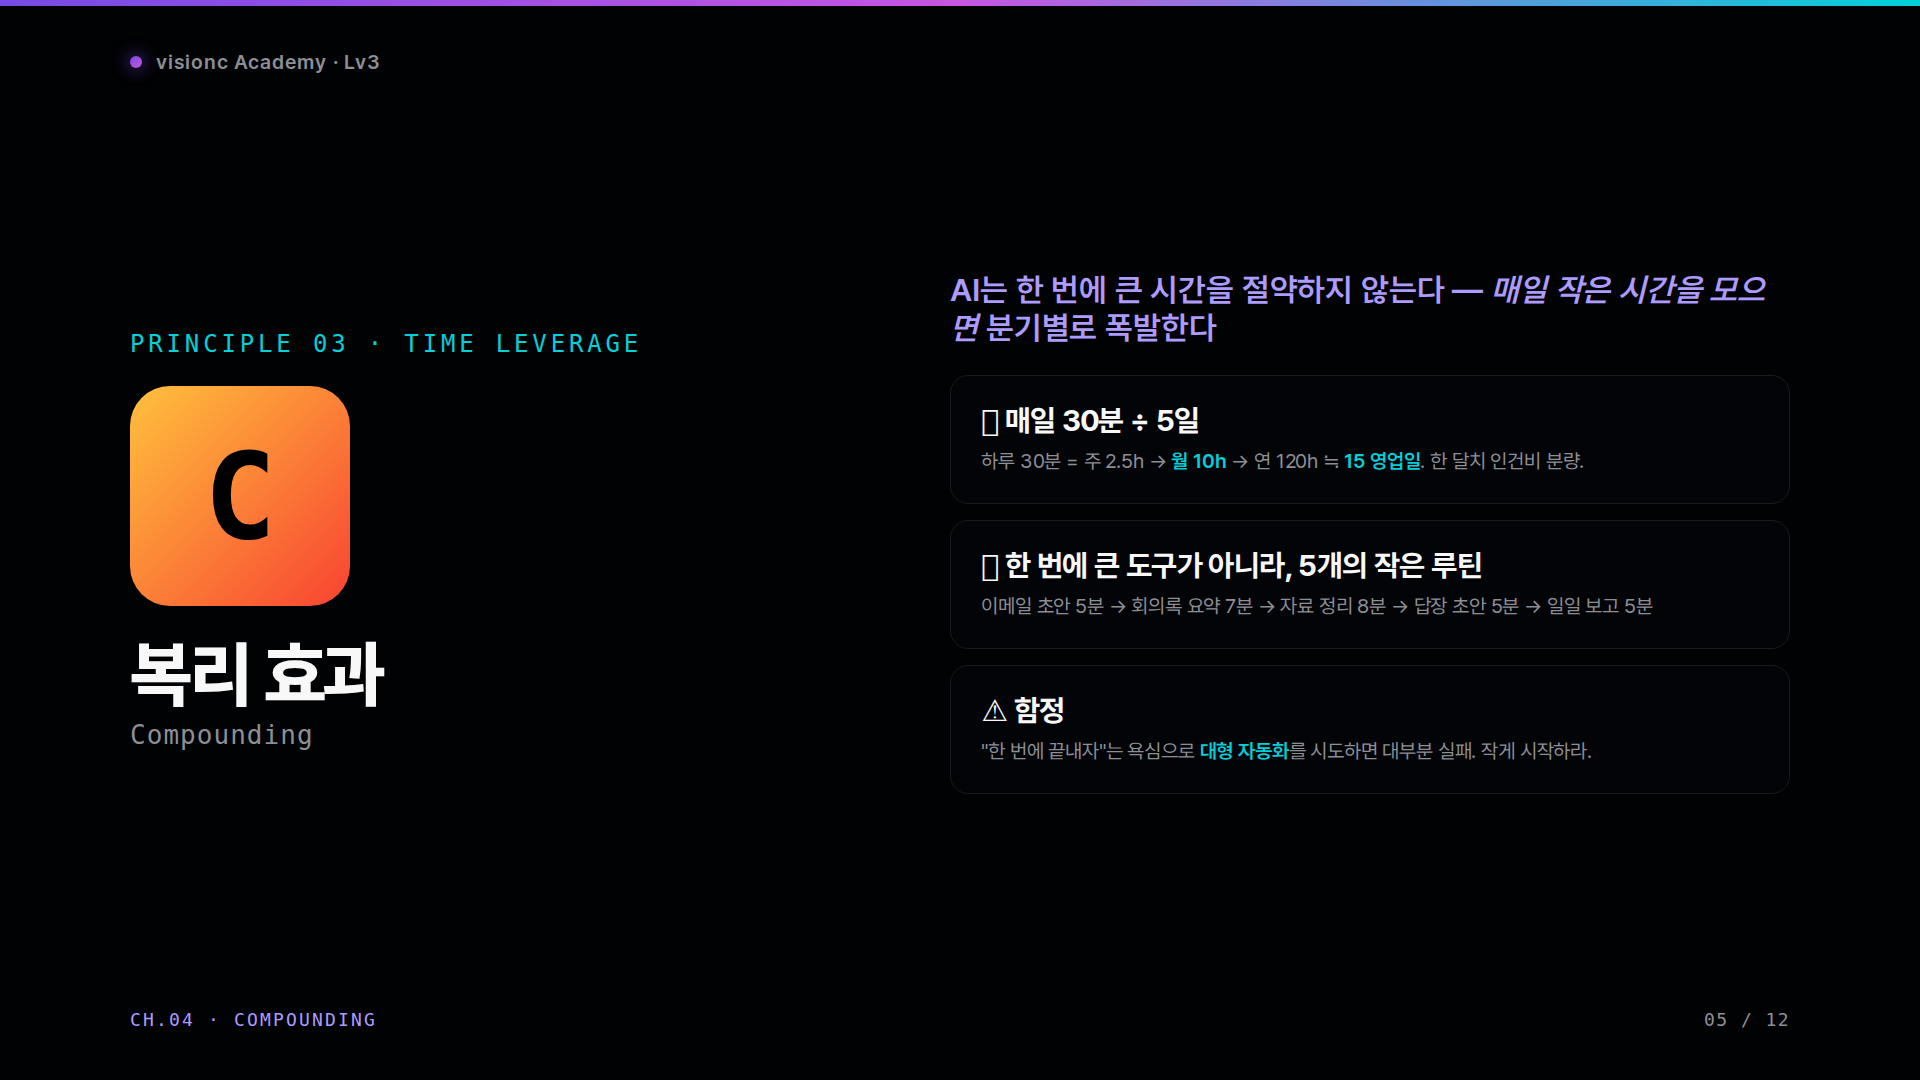 visionc Academy · Lv3
PRINCIPLE 03 · TIME LEVERAGE
C
복리 효과
Compounding
AI는 한 번에 큰 시간을 절약하지 않는다 — 매일 작은 시간을 모으
면 분기별로 폭발한다
매일 30분 ÷ 5일
하루 30분 = 주 2.5h → 월 10h → 연 120h ≒ 15 영업일. 한 달치 인건비 분량.
한 번에 큰 도구가 아니라, 5개의 작은 루틴
이메일 초안 5분 → 회의록 요약 7분 → 자료 정리 8분 → 답장 초안 5분 → 일일 보고 5분
⚠ 함정
"한 번에 끝내자"는 욕심으로 대형 자동화를 시도하면 대부분 실패. 작게 시작하라.
CH.04 · COMPOUNDING
05 / 12